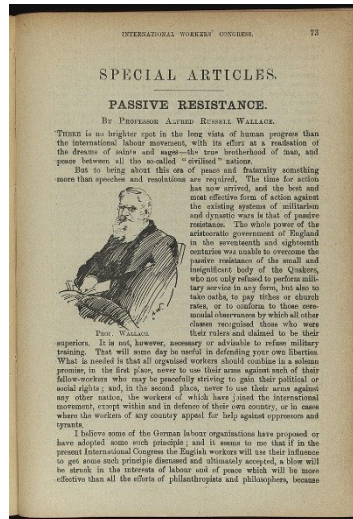 INTERNATIONAL WORKERS' CONGRESS. 73
SPECIAL ARTICLES.
PASSIVE RESISTANCE.
BY PROFESSOR ALFRED RUSSELL WALLACE.
THERE is no brighter spot in the long vista of human progress than
the international labour movement, with its efforts at a realisation of
the dreams of saints and sages—the true brotherhood of man, and
peace between all the so-called "civilised" nations.
But to bring about this era of peace and fraternity something
more than speeches and resolutions are required. The time for action
has now arrived, and the best and
most effective form of action against
the existing systems of militarism
and dynastic wars is that of passive
resistance. The whole power of the
aristocratic government of England
in the seventeenth and eighteenth
centuries was unable to overcome the
passive resistance of the small and
insignificant body of the Quakers,
who not only refused to perform mili-
tary service in any form, but also to
take oaths, to pay tithes or church
rates, or to conform to those cere-
monial observances by which all other
classes recognised those who were
their rulers and claimed to be their
PROF. WALLACE.
superiors. It is not, however, necessary or advisable to refuse military
training. That will some day be useful in defending your own liberties.
What is needed is that all organised workers should combine in a solemn
promise, in the first place, never to use their arms against such of their
fellow-workers who may be peacefully striving to gain their political or
social rights; and, in the second place, never to use their arms against
any other nation, the workers of which have joined the international
movement, except within and in defence of their own country, or in cases
where the workers of any country appeal for help against oppressors and
tyrants.
I believe some of the German labour organisations have proposed or
have adopted some such principle; and it seems to me that if in the
present International Congress the English workers will use their influence
to get some such principle discussed and ultimately accepted, a blow will
be struck in the interests of labour and of peace which will be more
effective than all the efforts of philanthropists and philosophers, because